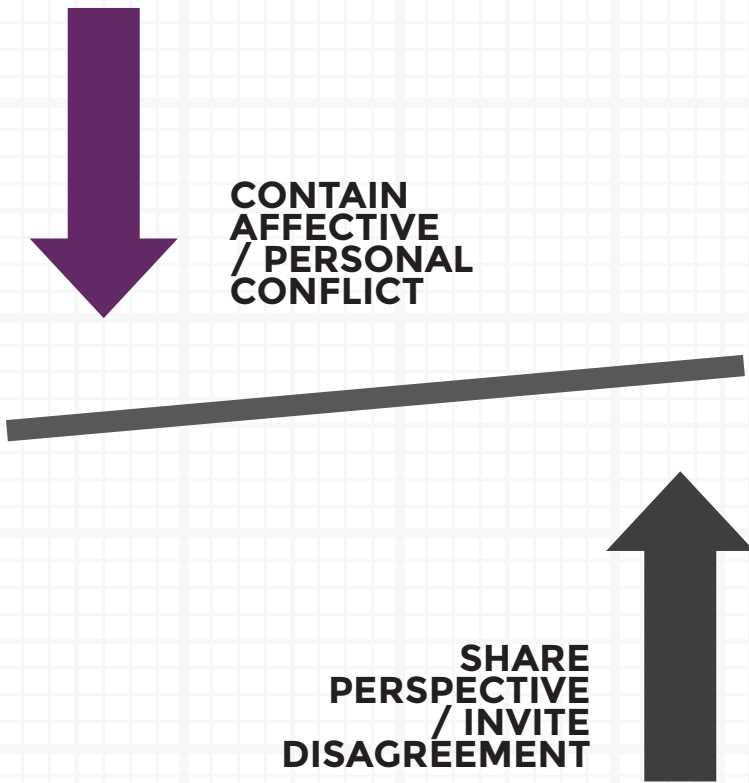 CONTAIN
AFFECTIVE
/ PERSONAL
CONFLICT
SHARE
PERSPECTIVE
/ INVITE
DISAGREEMENT